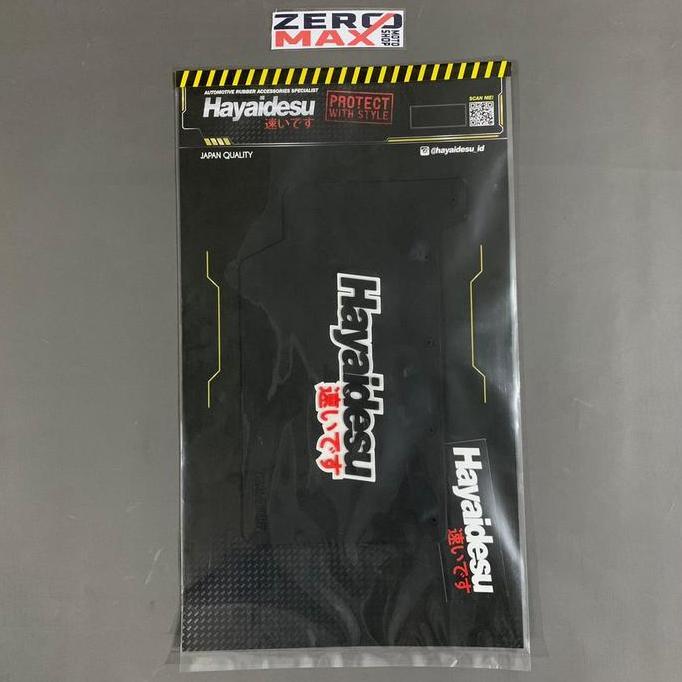 ZERO
MAX
MOTO
SHOP
AUTOMOTIVE RUBBER ACCESSORIES SPECIALIST
Hayaidesu
速いです
PROTECT
WITH STYLE
SCAN ME!
JAPAN QUALITY
@hayaidesu_id
Hayaidesu
速いです
Hayaidesu
速いです